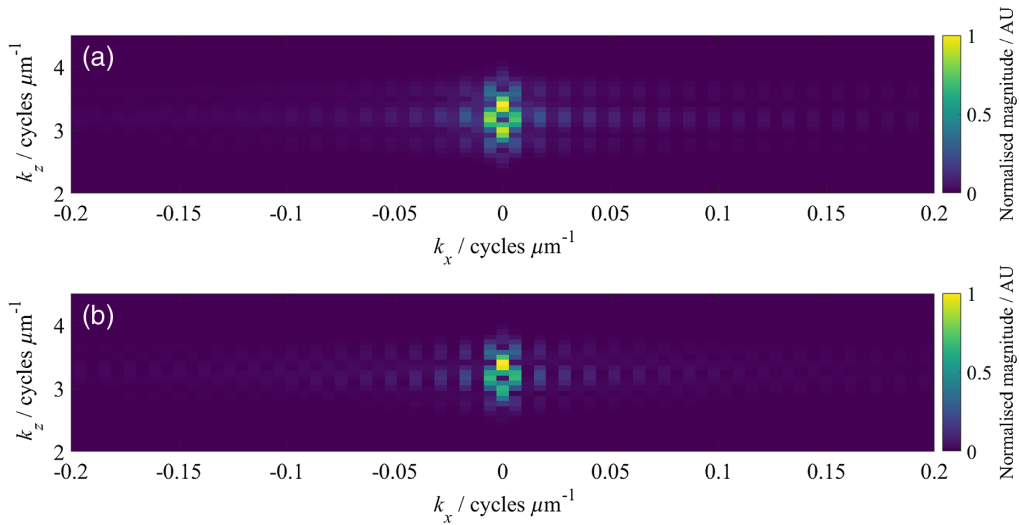 (a)
4
3
2
k_z / cycles μm⁻¹
-0.2 -0.15 -0.1 -0.05 0 0.05 0.1 0.15 0.2
k_x / cycles μm⁻¹
1
0.5
0
Normalised magnitude / AU
(b)
4
3
2
k_z / cycles μm⁻¹
-0.2 -0.15 -0.1 -0.05 0 0.05 0.1 0.15 0.2
k_x / cycles μm⁻¹
1
0.5
0
Normalised magnitude / AU